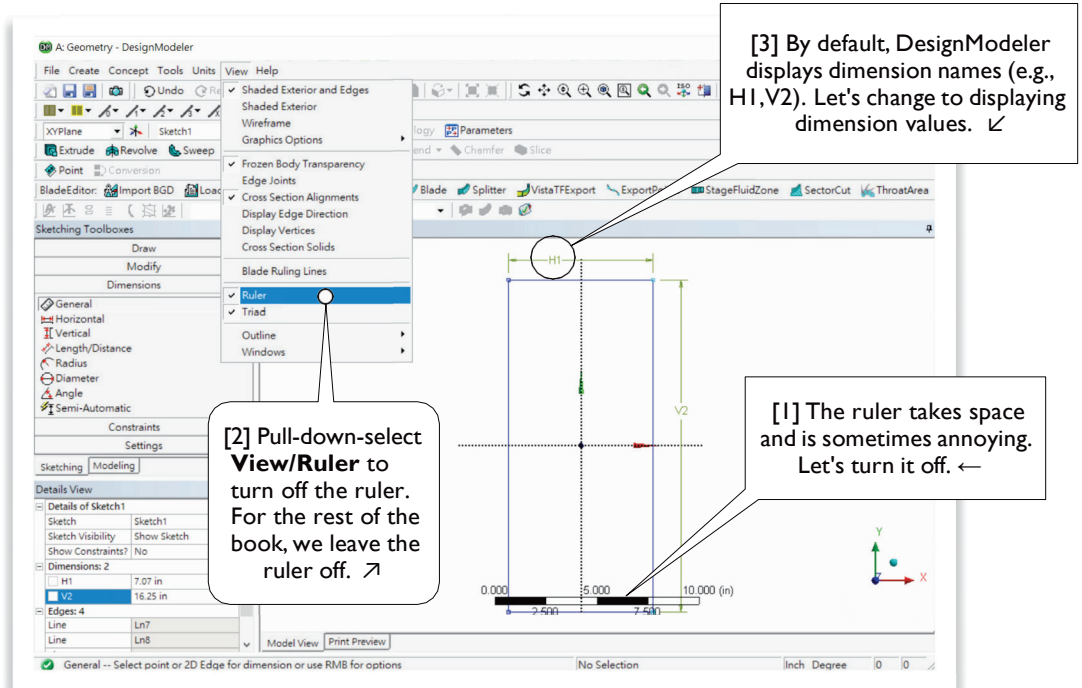 A: Geometry - DesignModeler
File Create Concept Tools Units View Help
Undo
XYPlane Sketch1
Parameters
Extrude Revolve Sweep
Chamfer Slice
Point Conversion
BladeEditor: Import BGD
Blade Splitter VistaTFExport
StageFluidZone SectorCut ThroatArea
Shaded Exterior and Edges
Shaded Exterior
Wireframe
Graphics Options
Frozen Body Transparency
Edge Joints
Cross Section Alignments
Display Edge Direction
Display Vertices
Cross Section Solids
Blade Ruling Lines
Ruler
Triad
Outline
Windows
[3] By default, DesignModeler
displays dimension names (e.g.,
H1,V2). Let's change to displaying
dimension values. ↙
Sketching Toolboxes
Draw
Modify
Dimensions
General
Horizontal
Vertical
Length/Distance
Radius
Diameter
Angle
Semi-Automatic
Constraints
Settings
Sketching Modeling
H1
V2
[1] The ruler takes space
and is sometimes annoying.
Let's turn it off. ←
[2] Pull-down-select
View/Ruler to
turn off the ruler.
For the rest of the
book, we leave the
ruler off. ↗
Details View
Details of Sketch1
Sketch Sketch1
Sketch Visibility Show Sketch
Show Constraints? No
Dimensions: 2
H1 7.07 in
V2 16.25 in
Edges: 4
Line Ln7
Line Ln8
Y
X
0.000 5.000 10.000 (in)
2.500 7.500
Model View Print Preview
General -- Select point or 2D Edge for dimension or use RMB for options No Selection Inch Degree 0 0